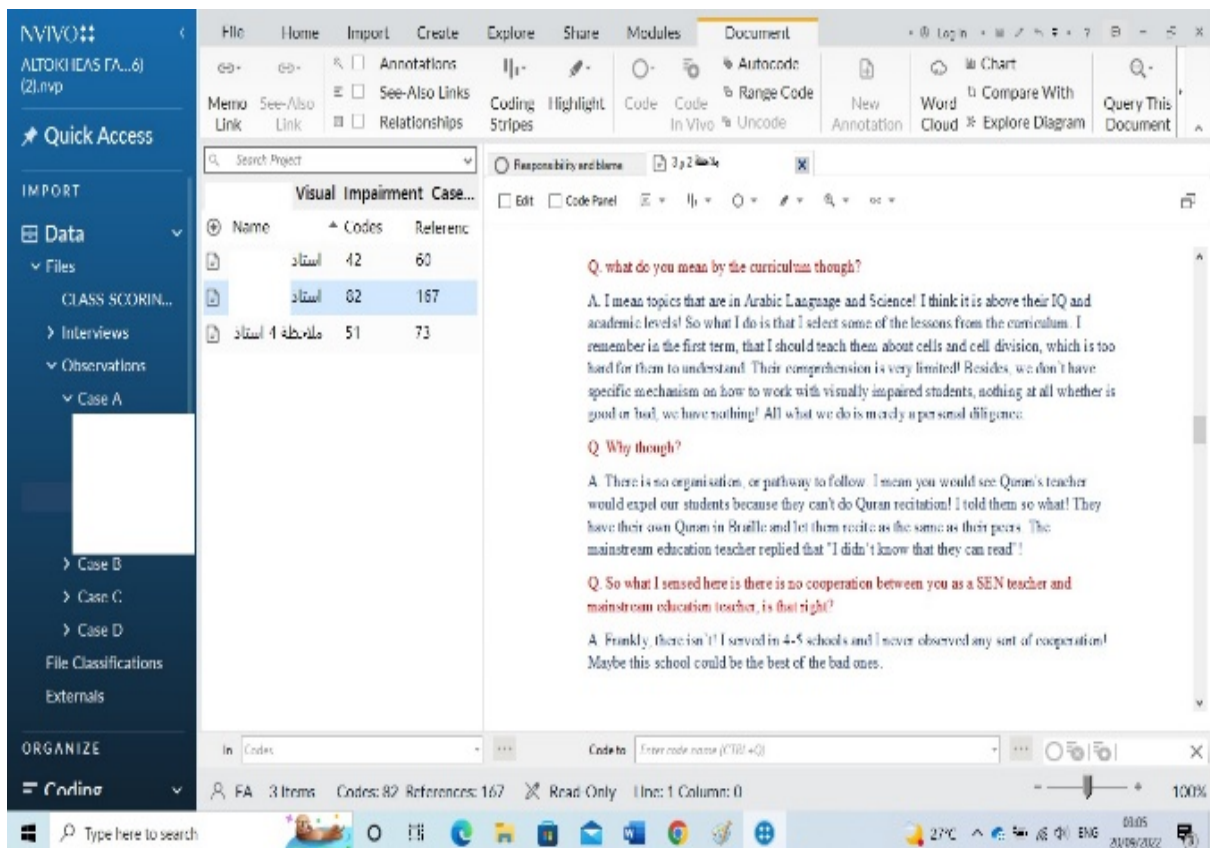 NVIVO
File Home Import Create Explore Share Modules Document
Log In
ALTOKHEAS FA...6)
(2).nvp
Quick Access
IMPORT
Data
Files
CLASS SCORIN...
Interviews
Observations
Case A
Case B
Case C
Case D
File Classifications
Externals
ORGANIZE
Coding
Memo Link
See-Also Link
Annotations
See-Also Links
Relationships
Coding Stripes
Highlight
Code
Code In Vivo
Autocode
Range Code
Uncode
New Annotation
Word Cloud
Chart
Compare With
Explore Diagram
Query This Document
Search Project
Visual Impairment Case...
Name Codes Referenc
استاذ 42 60
استاذ 82 167
ملاحظة 4 استاذ 51 73
Responsibility and blame
ملاحظة 2 و 3
Edit Code Panel
Q. what do you mean by the curriculum though?
A. I mean topics that are in Arabic Language and Science! I think it is above their IQ and
academic levels! So what I do is that I select some of the lessons from the curriculum. I
remember in the first term, that I should teach them about cells and cell division, which is too
hard for them to understand. Their comprehension is very limited! Besides, we don't have
specific mechanism on how to work with visually impaired students, nothing at all whether is
good or bad, we have nothing! All what we do is merely a personal diligence.
Q. Why though?
A. There is no organisation, or pathway to follow. I mean you would see Quran's teacher
would expel our students because they can't do Quran recitation! I told them so what! They
have their own Quran in Braille and let them recite as the same as their peers. The
mainstream education teacher replied that "I didn't know that they can read"!
Q. So what I sensed here is there is no cooperation between you as a SEN teacher and
mainstream education teacher, is that right?
A. Frankly, there isn't! I served in 4-5 schools and I never observed any sort of cooperation!
Maybe this school could be the best of the bad ones.
In Codes
Code to Enter code name (CTRL+Q)
FA 3 Items Codes: 82 References: 167 Read Only Line: 1 Column: 0
100%
Type here to search
27°C ENG 03:05
20/09/2022